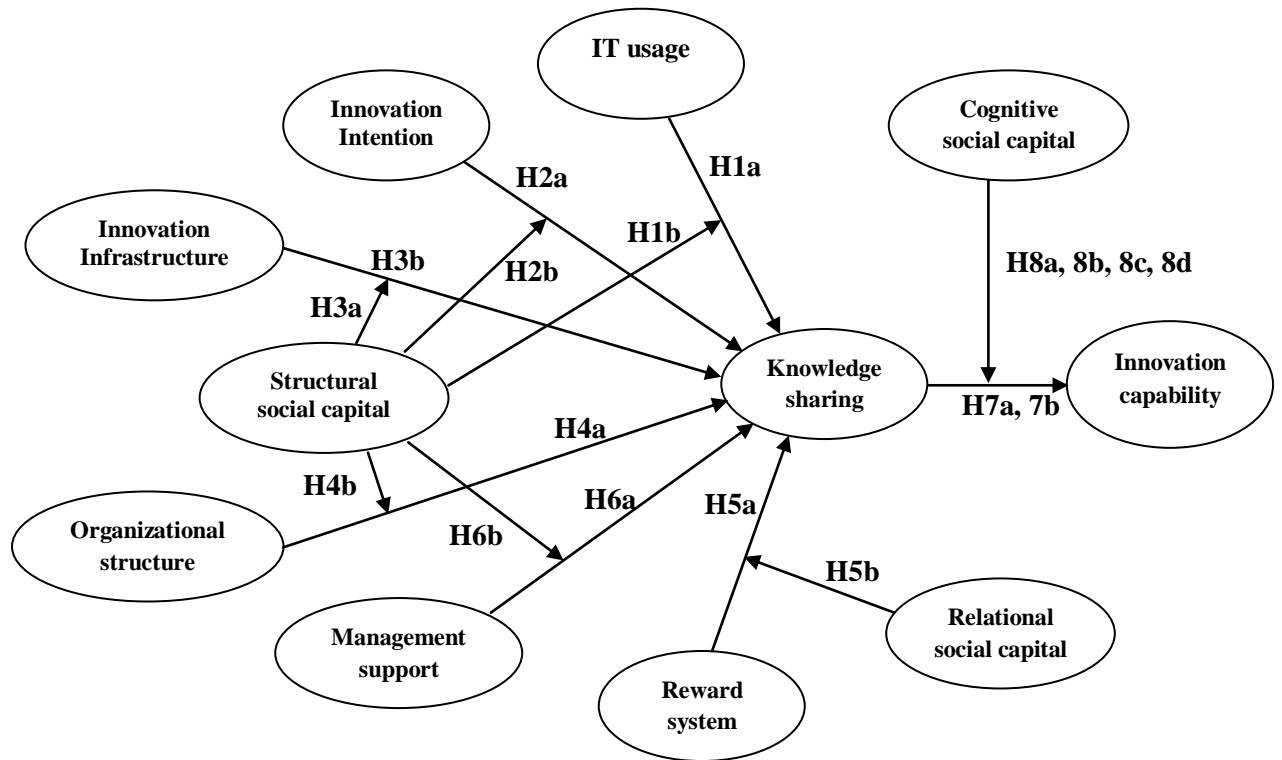 IT usage
Innovation
Intention
Cognitive
social capital
H1a
H2a
Innovation
Infrastructure
H1b
H3b
H2b
H8a, 8b, 8c, 8d
H3a
Structural
social capital
Knowledge
sharing
Innovation
capability
H7a, 7b
H4a
H4b
H6a
H5a
Organizational
structure
H6b
H5b
Management
support
Relational
social capital
Reward
system